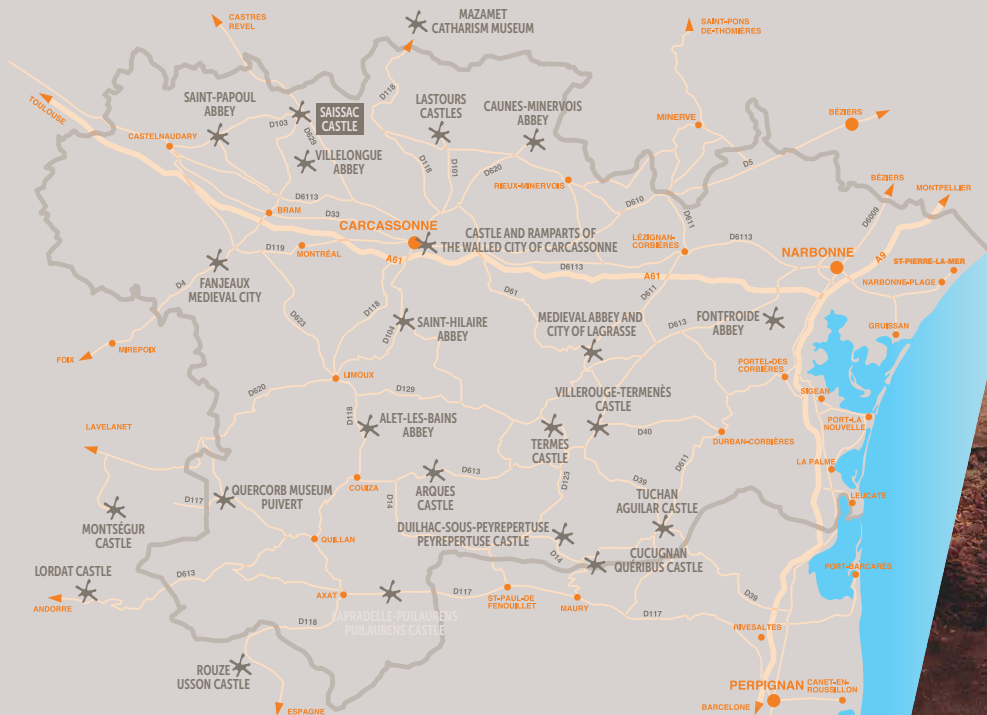 MAZAMET
CATHARISM MUSEUM
CASTRES
REVEL
SAINT-PONS
DE-THOMIÈRES
TOULOUSE
SAINT-PAPOUL
ABBEY
SAISSAC
CASTLE
D118
LASTOURS
CASTLES
CAUNES-MINERVOIS
ABBEY
MINERVE
BÉZIERS
CASTELNAUDARY
D103
D629
VILLELONGUE
ABBEY
D118
D101
D620
D5
RIEUX-MINERVOIS
BÉZIERS
MONTPELLIER
D6113
D610
D611
D6009
BRAM
D33
CARCASSONNE
CASTLE AND RAMPARTS OF
THE WALLED CITY OF CARCASSONNE
LÉZIGNAN-
CORBIÈRES
D6113
NARBONNE
D119
MONTRÉAL
A61
D6113
A61
A9
ST-PIERRE-LA-MER
NARBONNE-PLAGE
D4
FANJEAUX
MEDIEVAL CITY
D61
D611
D118
D623
D104
SAINT-HILAIRE
ABBEY
MEDIEVAL ABBEY AND
CITY OF LAGRASSE
D613
FONTFROIDE
ABBEY
GRUISSAN
FOIX
MIREPOIX
LIMOUX
PORTEL-DES
CORBIÈRES
D620
D129
VILLEROUGE-TERMENÈS
CASTLE
SIGEAN
LAVELANET
D118
ALET-LES-BAINS
ABBEY
TERMES
CASTLE
D40
DURBAN-CORBIÈRES
PORT-LA
NOUVELLE
D611
LA PALME
D613
D123
D39
COUIZA
ARQUES
CASTLE
D14
D117
QUERCORB MUSEUM
PUIVERT
TUCHAN
AGUILAR CASTLE
LEUCATE
MONTSÉGUR
CASTLE
DUILHAC-SOUS-PEYREPERTUSE
PEYREPERTUSE CASTLE
QUILLAN
D14
CUCUGNAN
QUÉRIBUS CASTLE
LORDAT CASTLE
D613
PORT-BARCARÈS
ANDORRE
AXAT
D117
ST-PAUL-DE
FENOUILLET
MAURY
D117
D39
LAPRADELLE-PUILAURENS
PUILAURENS CASTLE
D118
RIVESALTES
ROUZE
USSON CASTLE
PERPIGNAN
CANET-EN-
ROUSSILLON
ESPAGNE
BARCELONE